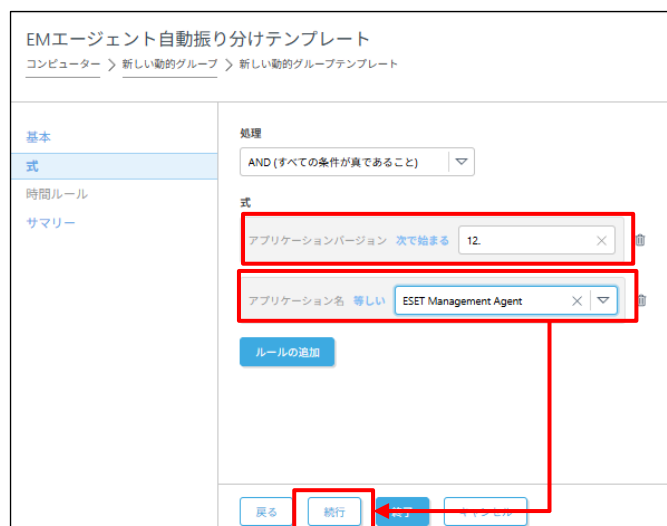 EMエージェント自動振り分けテンプレート
コンピューター > 新しい動的グループ > 新しい動的グループテンプレート
基本
式
時間ルール
サマリー
処理
AND (すべての条件が真であること)
式
アプリケーションバージョン 次で始まる 12.
アプリケーション名 等しい ESET Management Agent
ルールの追加
戻る 続行